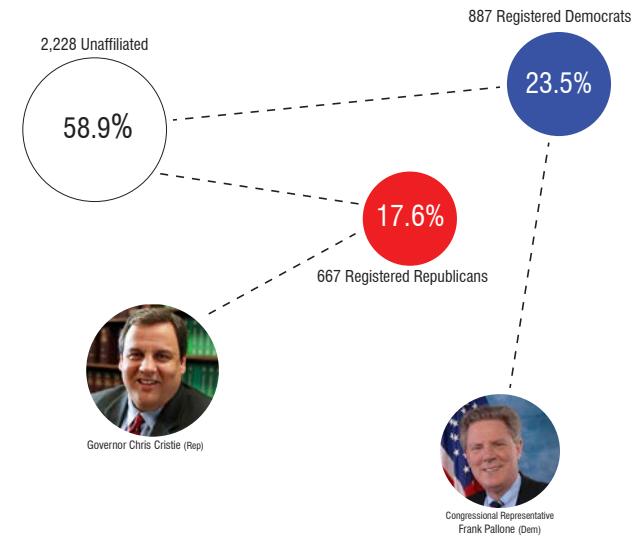 887 Registered Democrats
2,228 Unaffiliated
23.5%
58.9%
17.6%
667 Registered Republicans
Governor Chris Cristie (Rep)
Congressional Representative
Frank Pallone (Dem)